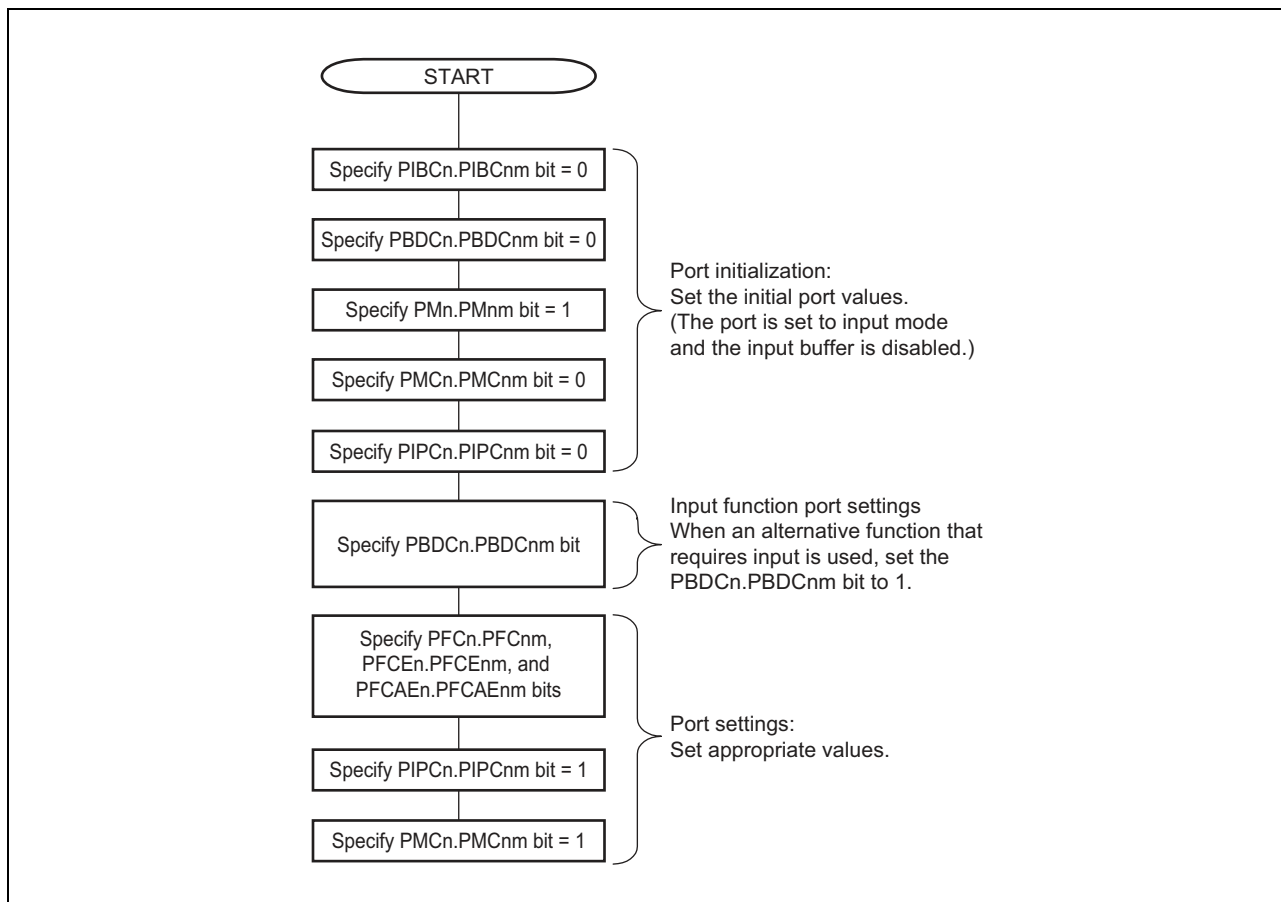 START
Specify PIBCn.PIBCnm bit = 0
Specify PBDCn.PBDCnm bit = 0
Specify PMn.PMnm bit = 1
Specify PMCn.PMCnm bit = 0
Specify PIPCn.PIPCnm bit = 0
Port initialization:
Set the initial port values.
(The port is set to input mode
and the input buffer is disabled.)
Specify PBDCn.PBDCnm bit
Input function port settings
When an alternative function that
requires input is used, set the
PBDCn.PBDCnm bit to 1.
Specify PFCn.PFCnm,
PFCEn.PFCEnm, and
PFCAEn.PFCAEnm bits
Specify PIPCn.PIPCnm bit = 1
Specify PMCn.PMCnm bit = 1
Port settings:
Set appropriate values.